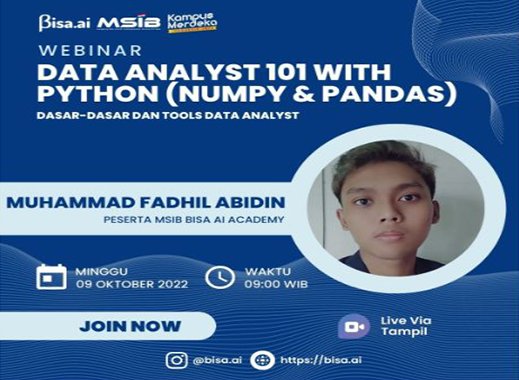 Bisa.ai MSIB Kampus
Merdeka
WEBINAR
DATA ANALYST 101 WITH
PYTHON (NUMPY & PANDAS)
DASAR-DASAR DAN TOOLS DATA ANALYST
MUHAMMAD FADHIL ABIDIN
PESERTA MSIB BISA AI ACADEMY
MINGGU
09 OKTOBER 2022
WAKTU
09:00 WIB
JOIN NOW
Live Via
Tampil
@bisa.ai
https://bisa.ai